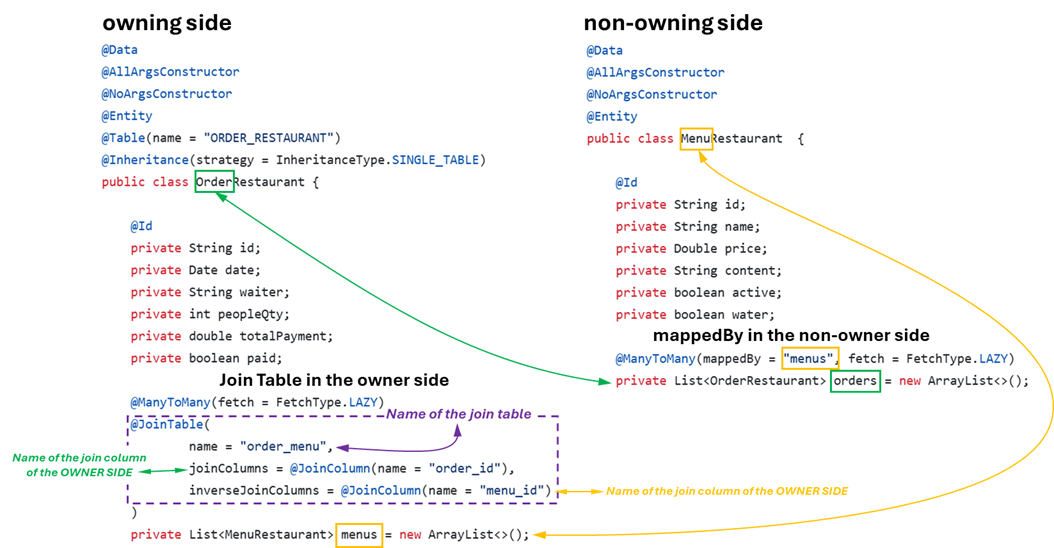 owning side
@Data
@AllArgsConstructor
@NoArgsConstructor
@Entity
@Table(name = "ORDER_RESTAURANT")
@Inheritance(strategy = InheritanceType.SINGLE_TABLE)
public class OrderRestaurant {
@Id
private String id;
private Date date;
private String waiter;
private int peopleQty;
private double totalPayment;
private boolean paid;
Join Table in the owner side
@ManyToMany(fetch = FetchType.LAZY)
Name of the join table
@JoinTable(
name = "order_menu",
Name of the join column
of the OWNER SIDE
joinColumns = @JoinColumn(name = "order_id"),
inverseJoinColumns = @JoinColumn(name = "menu_id")
Name of the join column of the OWNER SIDE
)
private List<MenuRestaurant> menus = new ArrayList<>();
non-owning side
@Data
@AllArgsConstructor
@NoArgsConstructor
@Entity
public class MenuRestaurant {
@Id
private String id;
private String name;
private Double price;
private String content;
private boolean active;
private boolean water;
mappedBy in the non-owner side
@ManyToMany(mappedBy = "menus", fetch = FetchType.LAZY)
private List<OrderRestaurant> orders = new ArrayList<>();